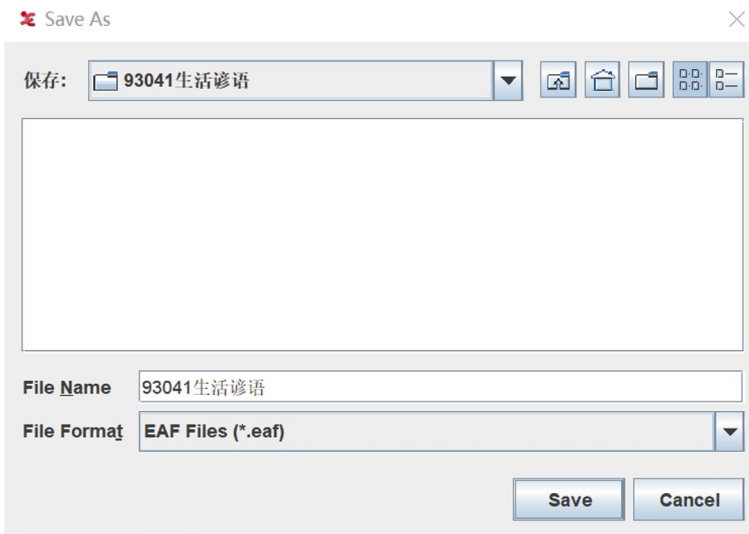 Save As
保存: 93041生活谚语
File Name 93041生活谚语
File Format EAF Files (*.eaf)
Save Cancel